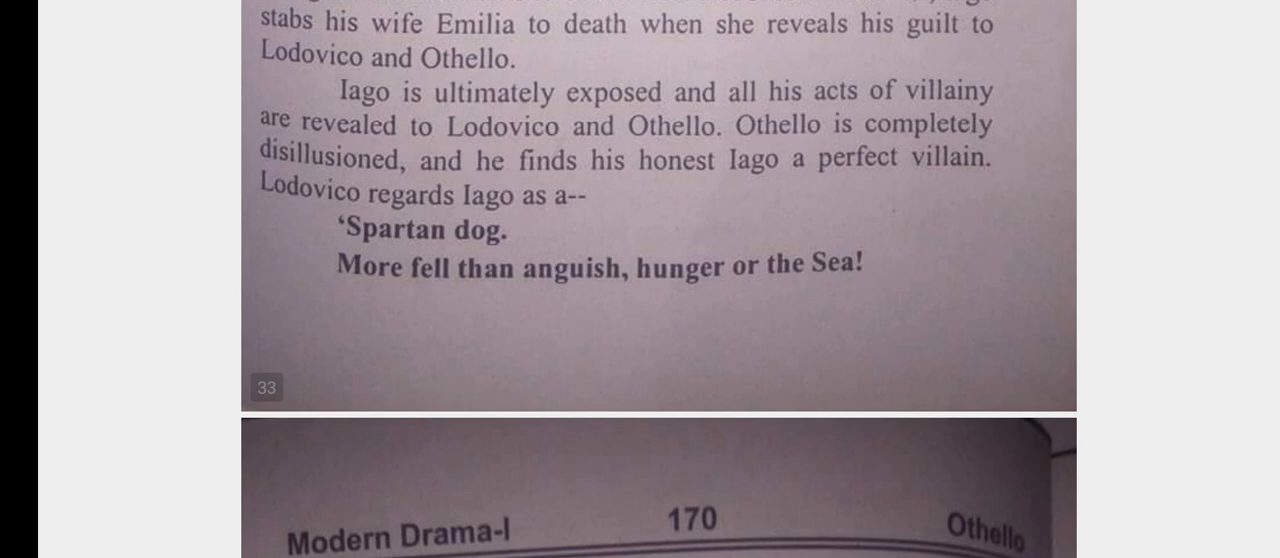 stabs his wife Emilia to death when she reveals his guilt to
Lodovico and Othello.
Iago is ultimately exposed and all his acts of villainy
are revealed to Lodovico and Othello. Othello is completely
disillusioned, and he finds his honest Iago a perfect villain.
Lodovico regards Iago as a--
‘Spartan dog.
More fell than anguish, hunger or the Sea!
33
Modern Drama-I 170 Othello